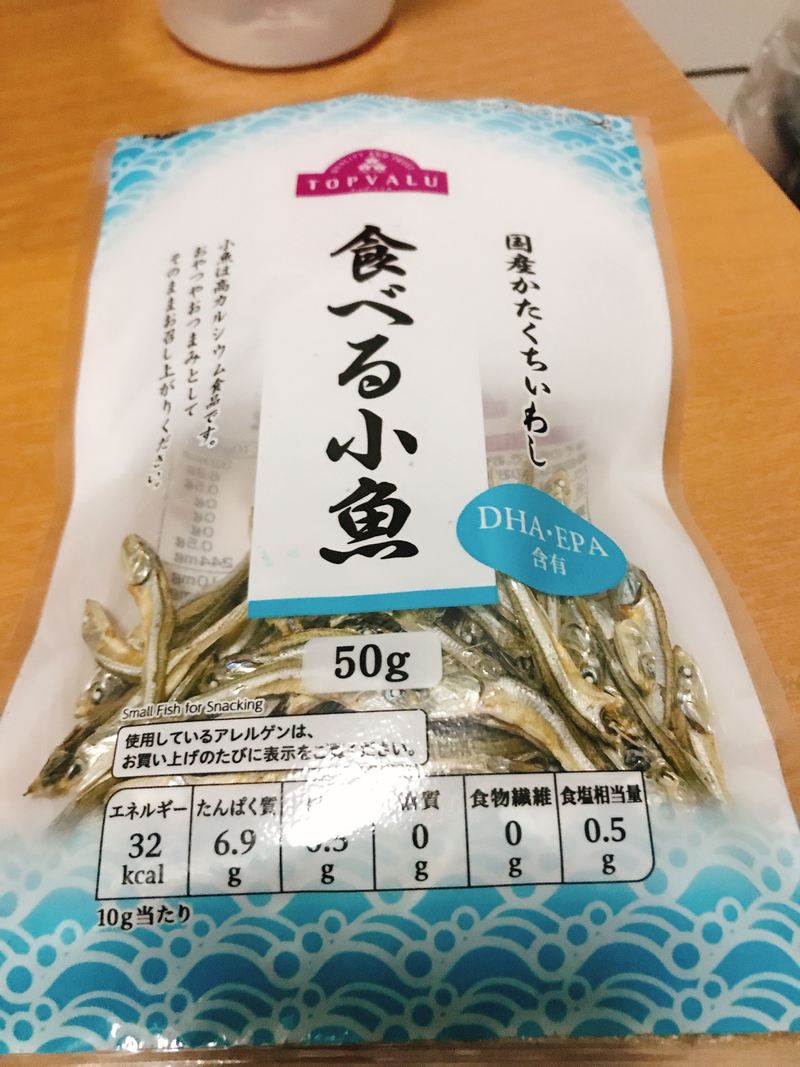 TOPVALU
国産かたくちいわし
食べる小魚
小魚は高カルシウム食品です。
おやつやおつまみとして
そのままお召し上がりください。
DHA・EPA
含有
50g
Small Fish for Snacking
使用しているアレルゲンは、
お買い上げのたびに表示をご ください。
エネルギー たんぱく質 質 食物繊維 食塩相当量
32 6.9 0 0 0.5
kcal g g g g g
10g当たり